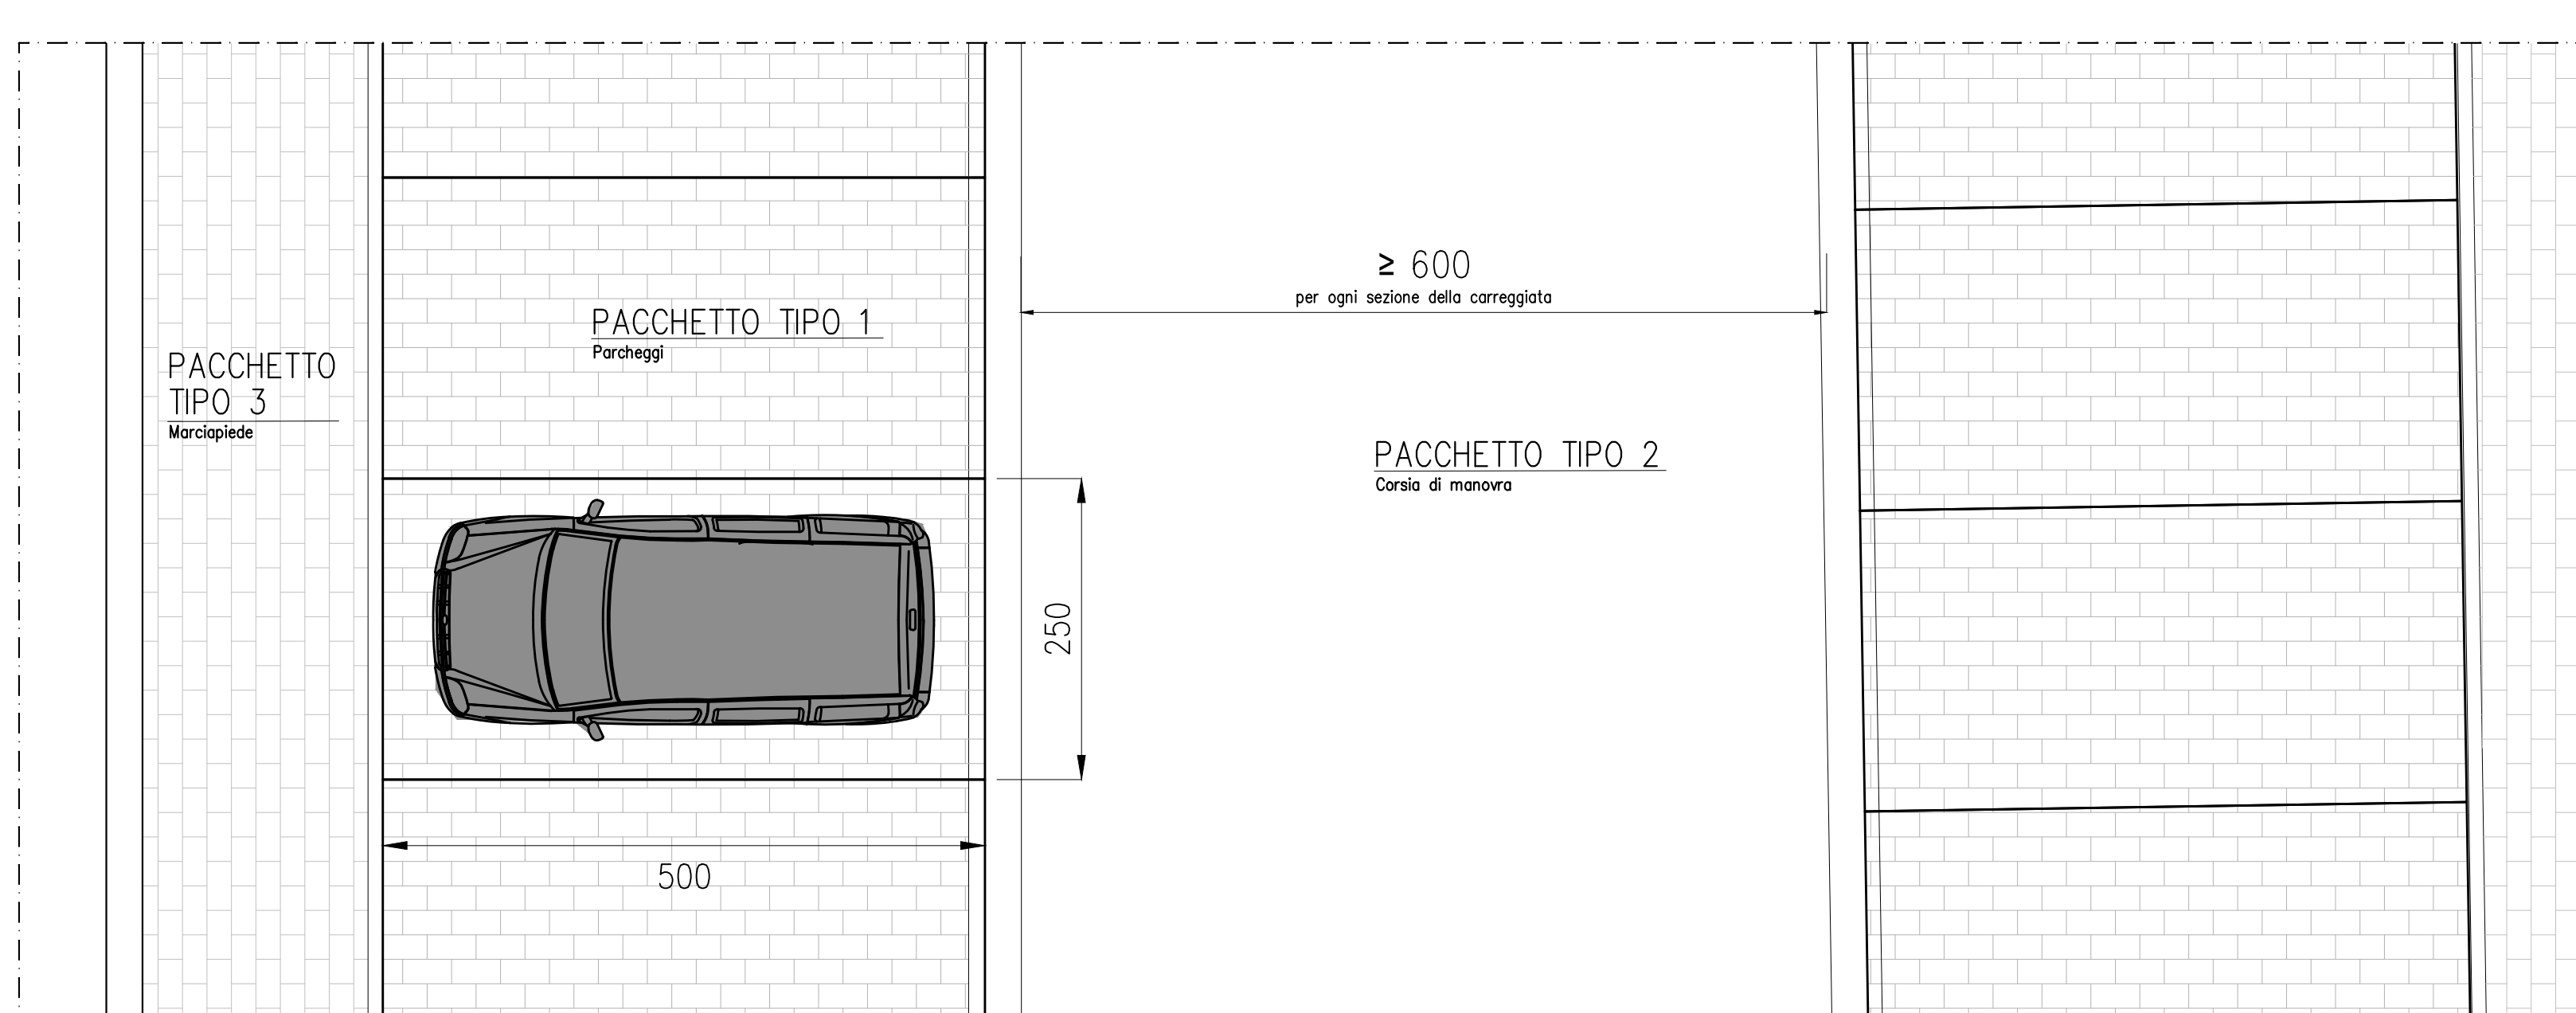 ≥ 600
per ogni sezione della carreggiata
PACCHETTO TIPO 1
Parcheggi
PACCHETTO
TIPO 3
Marciapiede
PACCHETTO TIPO 2
Corsia di manovra
250
500